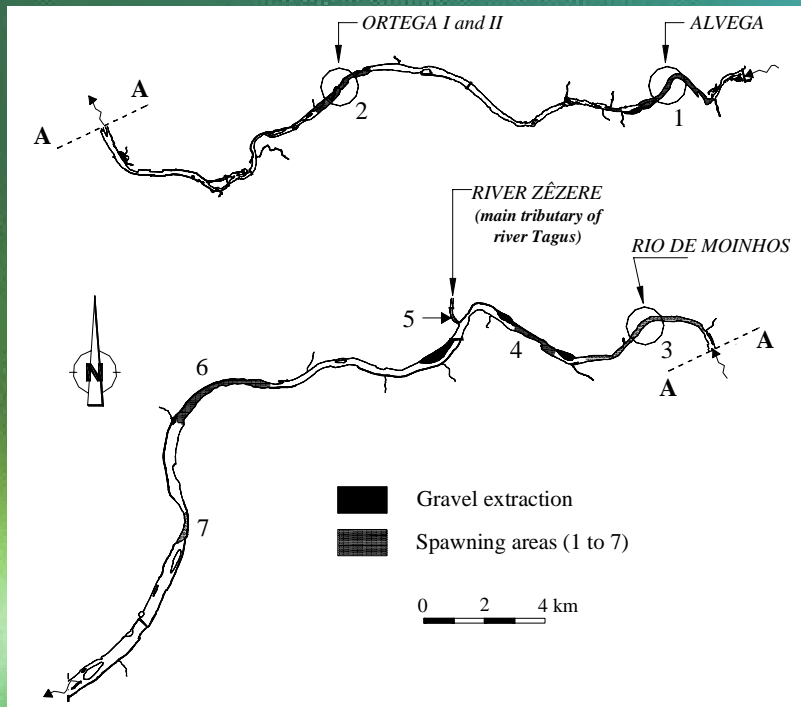 ORTEGA I and II
ALVEGA
A
A
2
1
RIVER ZÊZERE
(main tributary of
river Tagus)
RIO DE MOINHOS
5
4
3
A
A
6
N
7
Gravel extraction
Spawning areas (1 to 7)
0 2 4 km